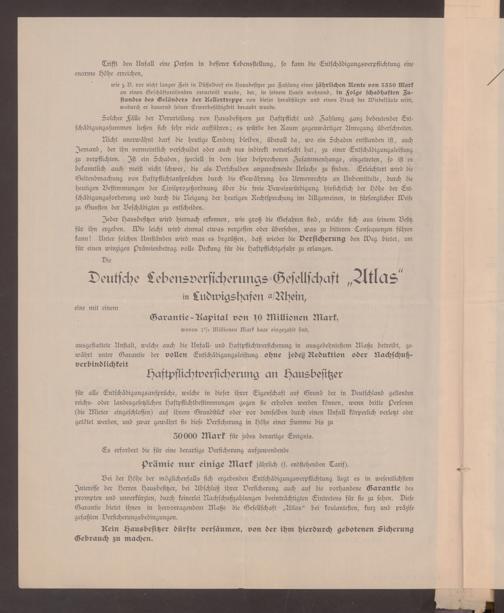 Trifft den Unfall eine Person in besserer Lebensstellung, so kann die Entschädigungsverpflichtung eine
enorme Höhe erreichen,
wie z. B. vor nicht langer Zeit in Düsseldorf ein Hausbesitzer zur Zahlung einer jährlichen Rente von 5350 Mark
an einen Geschäftsreisenden verurteilt wurde, der, in seinem Hause wohnend, in Folge schadhaften Zu-
standes des Geländers der Kellertreppe von dieser herabstürzte und einen Bruch der Wirbelsäule erlitt,
wodurch er dauernd seiner Erwerbsfähigkeit beraubt wurde.
Solcher Fälle der Verurteilung von Hausbesitzern zur Haftpflicht und Zahlung ganz bedeutender Ent-
schädigungssummen ließen sich sehr viele aufführen; es würde den Raum gegenwärtiger Anregung überschreiten.
Nicht unerwähnt darf die heutige Tendenz bleiben, überall da, wo ein Schaden entstanden ist, auch
Jemand, der ihn vermeintlich verschuldet oder auch nur indirekt verursacht hat, zu einer Entschädigungsleistung
zu verpflichten. Ist ein Schaden, speziell in dem hier besprochenen Zusammenhange, eingetreten, so ist es
bekanntlich auch meist nicht schwer, die als Verschulden anzurechnende Ursache zu finden. Erleichtert wird die
Geltendmachung von Haftpflichtansprüchen durch die Gewährung des Armenrechts an Unbemittelte, durch die
heutigen Bestimmungen der Civilprozeßordnung über die freie Beweiswürdigung hinsichtlich der Höhe der Ent-
schädigungsforderung und durch die Neigung der heutigen Rechtsprechung im Allgemeinen, in fürsorglicher Weise
zu Gunsten der Beschädigten zu entscheiden.
Jeder Hausbesitzer wird hiernach erkennen, wie groß die Gefahren sind, welche sich aus seinem Besitz
für ihn ergeben. Wie leicht wird einmal etwas vergessen oder übersehen, was zu bitteren Consequenzen führen
kann! Unter solchen Umständen wird man es begrüßen, daß wieder die Versicherung den Weg bietet, um
für einen winzigen Prämienbetrag volle Deckung für die Haftpflichtgefahr zu erlangen.
Die
Deutsche Lebensversicherungs-Gesellschaft „Atlas“
in Ludwigshafen a/Rhein,
eine mit einem
Garantie-Kapital von 10 Millionen Mark,
wovon Millionen Mark baar eingezahlt sind,
ausgestattete Anstalt, welche auch die Unfall- und Haftpflichtversicherung in ausgedehntestem Maße betreibt, ge-
währt unter Garantie der vollen Entschädigungsleistung ohne jede Reduktion oder Nachschuß-
verbindlichkeit
Haftpflichtversicherung an Hausbesitzer
für alle Entschädigungsansprüche, welche in dieser ihrer Eigenschaft auf Grund der in Deutschland geltenden
reichs- oder landesgesetzlichen Haftpflichtbestimmungen gegen sie erhoben werden können, wenn dritte Personen
(die Mieter eingeschlossen) auf ihrem Grundstück oder vor demselben durch einen Unfall körperlich verletzt oder
getötet werden, und zwar gewährt sie diese Versicherung in Höhe einer Summe bis zu
50000 Mark für jedes derartige Ereignis.
Es erfordert die für eine derartige Versicherung aufzuwendende
Prämie nur einige Mark jährlich (s. enstehenden Tarif).
Bei der Höhe der möglichenfalls sich ergebenden Entschädigungsverpflichtung liegt es in wesentlichstem
Interesse der Herren Hausbesitzer, bei Abschluß ihrer Versicherung auch auf die vorhandene Garantie des
prompten und unverkürzten, durch keinerlei Nachschußzahlungen beeinträchtigten Eintretens für sie zu sehen. Diese
Garantie bietet ihnen in hervorragendem Maße die Gesellschaft „Atlas“ bei koulantesten, kurz und präzise
gefaßten Versicherungsbedingungen.
Kein Hausbesitzer dürfte versäumen, von der ihm hierdurch gebotenen Sicherung
Gebrauch zu machen.